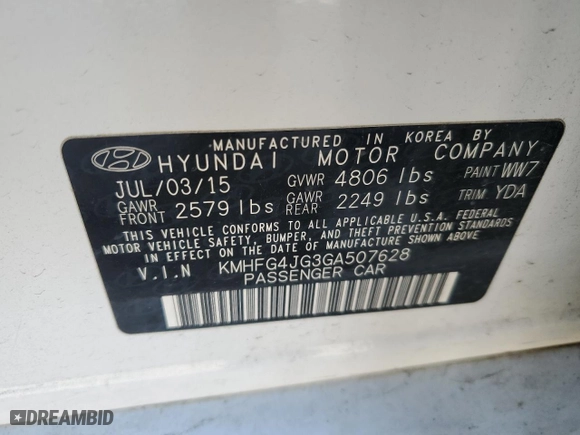 MANUFACTURED IN KOREA BY
HYUNDAI MOTOR COMPANY
JUL/03/15 GVWR 4806 lbs PAINT WW7
GAWR FRONT 2579 lbs GAWR REAR 2249 lbs TRIM YDA
THIS VEHICLE CONFORMS TO ALL APPLICABLE U.S.A. FEDERAL
MOTOR VEHICLE SAFETY, BUMPER, AND THEFT PREVENTION STANDARDS
IN EFFECT ON THE DATE OF MANUFACTURE SHOWN ABOVE.
V.I.N KMHFG4JG3GA507628
PASSENGER CAR
DREAMBID